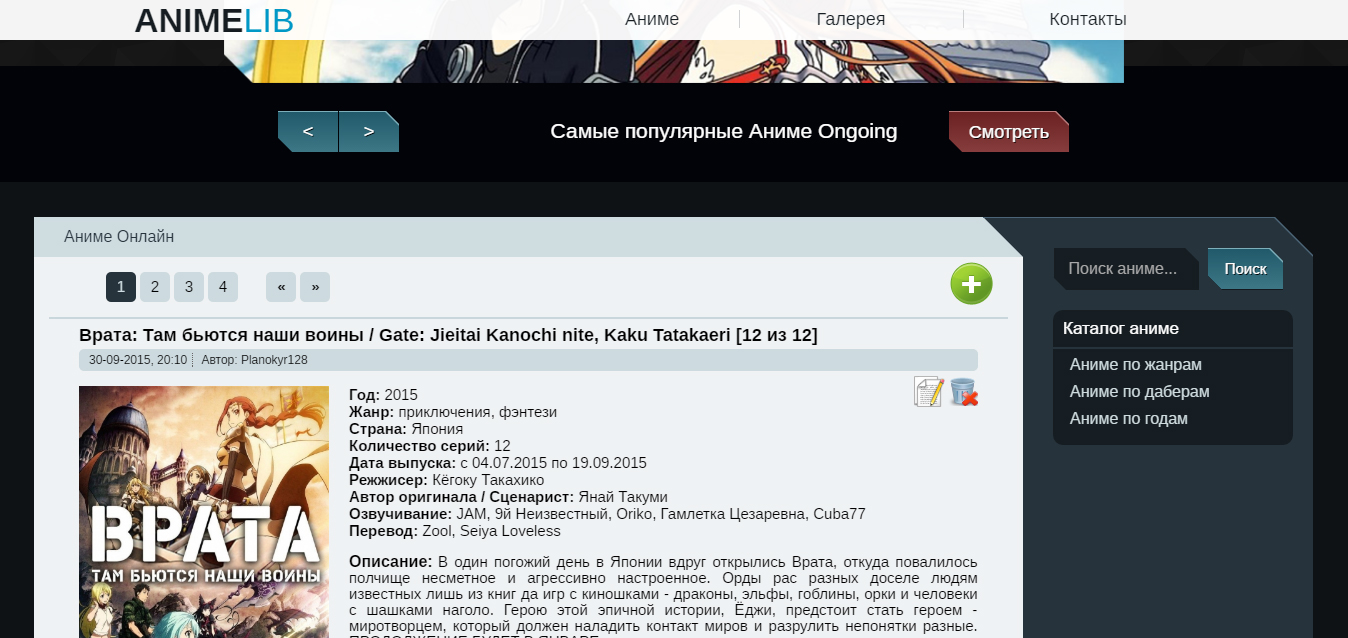 ANIMELIB
Аниме
Галерея
Контакты
<
>
Самые популярные Аниме Ongoing
Смотреть
Аниме Онлайн
1 2 3 4 « »
Врата: Там бьютcя наши воины / Gate: Jieitai Kanochi nite, Kaku Tatakaeri [12 из 12]
30-09-2015, 20:10 Автор: Planokyr128
ВРАТА
ТАМ БЬЮТСЯ НАШИ ВОИНЫ
Год: 2015
Жанр: приключения, фэнтези
Страна: Япония
Количество серий: 12
Дата выпуска: с 04.07.2015 по 19.09.2015
Режжисер: Кёгоку Такахико
Автор оригинала / Сценарист: Янай Такуми
Озвучивание: JAM, 9й Неизвестный, Oriko, Гамлетка Цезаревна, Cuba77
Перевод: Zool, Seiya Loveless
Описание: В один погожий день в Японии вдруг открылись Врата, откуда повалилось
полчище несметное и агрессивно настроенное. Орды рас разных доселе людям
известных лишь из книг да игр с киношками - драконы, эльфы, гоблины, орки и человеки
с шашками наголо. Герою этой эпичной истории, Ёджи, предстоит стать героем -
миротворцем, который должен наладить контакт миров и разрулить непонятки разные.
ПРОДОЛЖЕНИЕ БУДЕТ В ЯНВАРЕ
Поиск аниме...
Поиск
Каталог аниме
Аниме по жанрам
Аниме по даберам
Аниме по годам